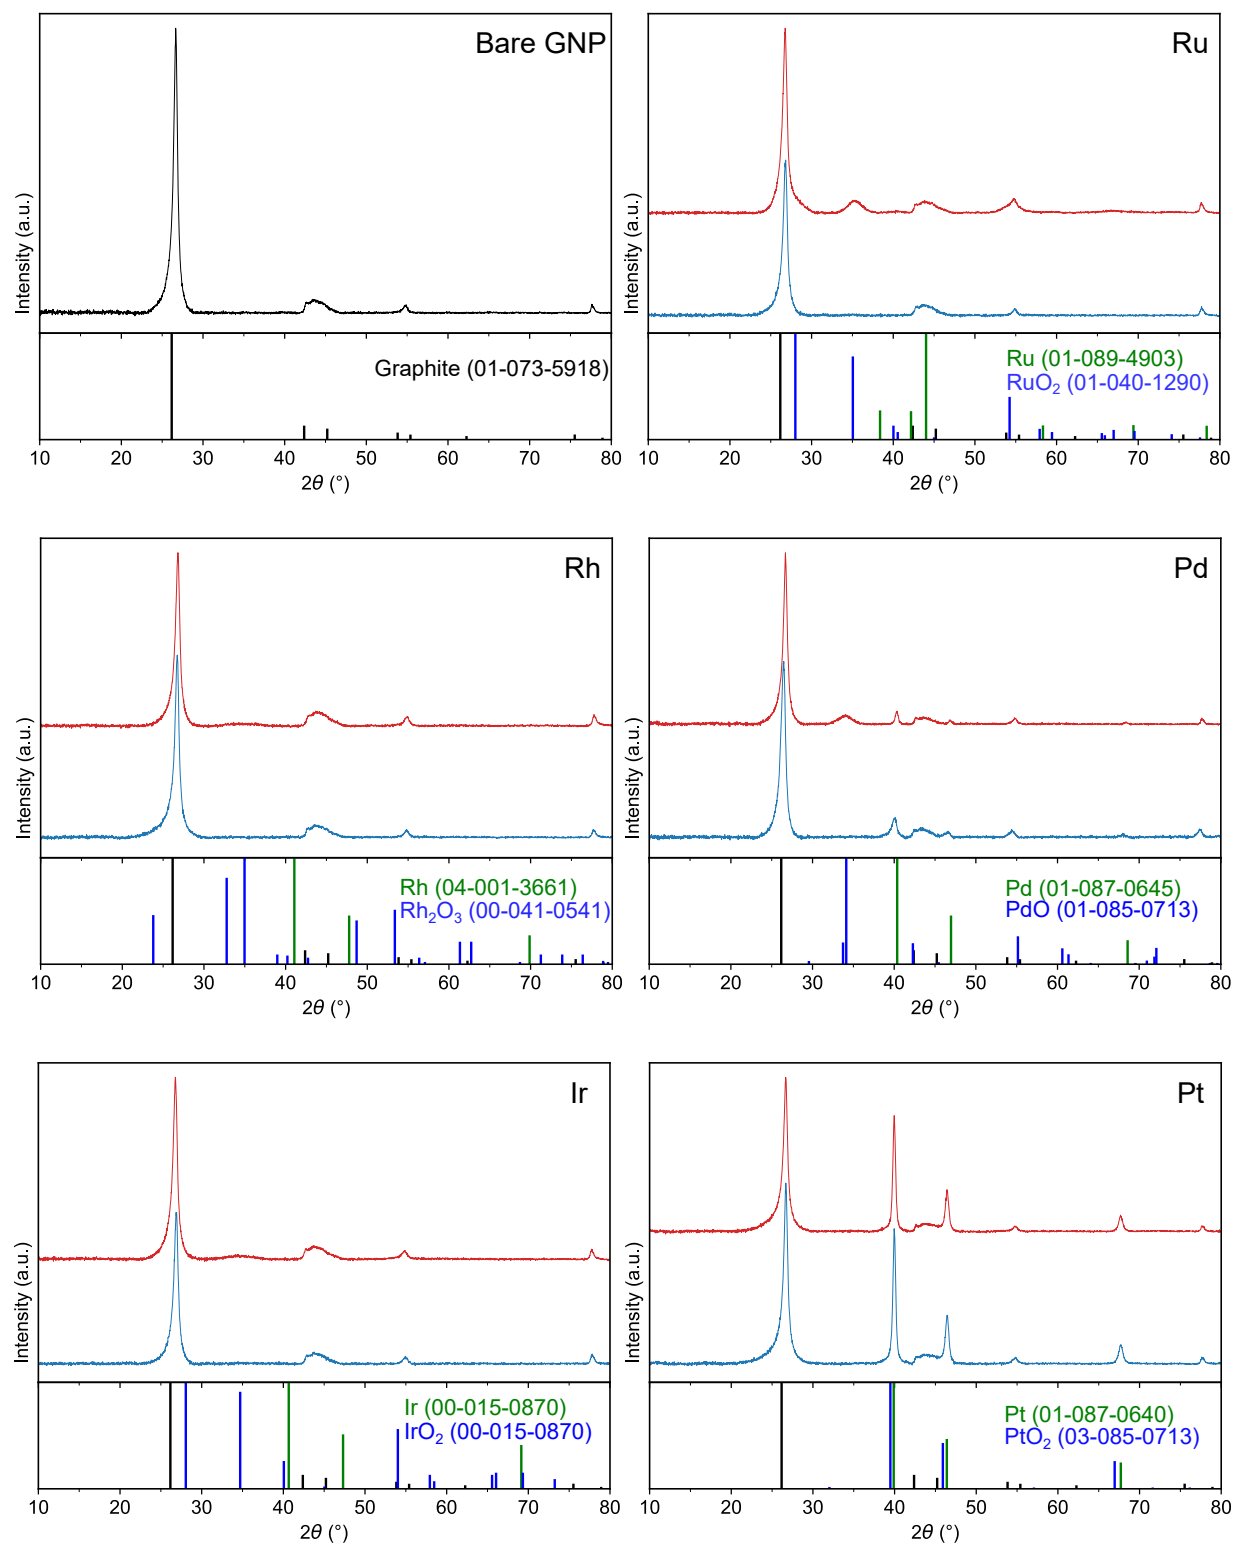 Bare GNP
Intensity (a.u.)
Graphite (01-073-5918)
10 20 30 40 50 60 70 80
2θ (°)
Ru
Intensity (a.u.)
Ru (01-089-4903)
RuO2 (01-040-1290)
10 20 30 40 50 60 70 80
2θ (°)
Rh
Intensity (a.u.)
Rh (04-001-3661)
Rh2O3 (00-041-0541)
10 20 30 40 50 60 70 80
2θ (°)
Pd
Intensity (a.u.)
Pd (01-087-0645)
PdO (01-085-0713)
10 20 30 40 50 60 70 80
2θ (°)
Ir
Intensity (a.u.)
Ir (00-015-0870)
IrO2 (00-015-0870)
10 20 30 40 50 60 70 80
2θ (°)
Pt
Intensity (a.u.)
Pt (01-087-0640)
PtO2 (03-085-0713)
10 20 30 40 50 60 70 80
2θ (°)